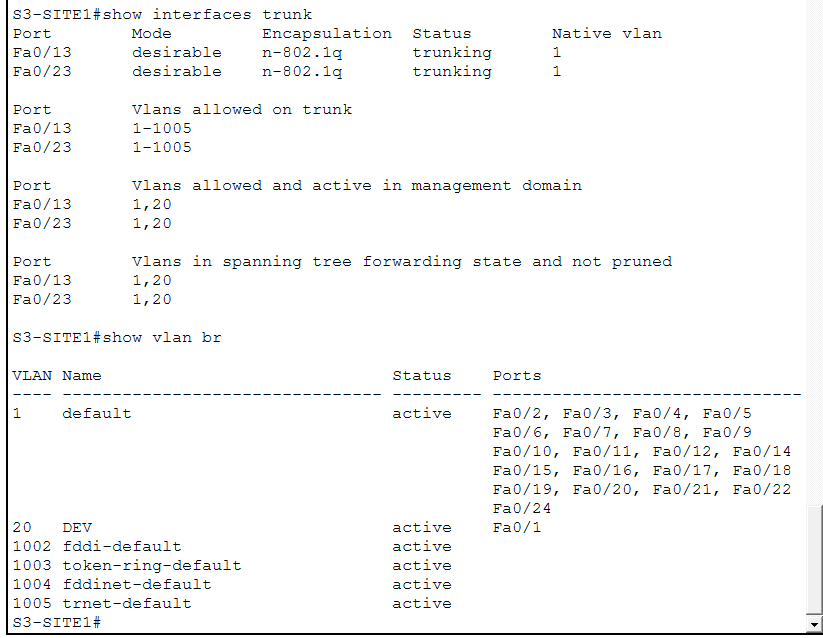 S3-SITE1#show interfaces trunk
Port        Mode         Encapsulation  Status        Native vlan
Fa0/13      desirable    n-802.1q       trunking      1
Fa0/23      desirable    n-802.1q       trunking      1

Port        Vlans allowed on trunk
Fa0/13      1-1005
Fa0/23      1-1005

Port        Vlans allowed and active in management domain
Fa0/13      1,20
Fa0/23      1,20

Port        Vlans in spanning tree forwarding state and not pruned
Fa0/13      1,20
Fa0/23      1,20

S3-SITE1#show vlan br

VLAN Name                             Status    Ports
---- -------------------------------- --------- -------------------------------
1    default                          active    Fa0/2, Fa0/3, Fa0/4, Fa0/5
                                                Fa0/6, Fa0/7, Fa0/8, Fa0/9
                                                Fa0/10, Fa0/11, Fa0/12, Fa0/14
                                                Fa0/15, Fa0/16, Fa0/17, Fa0/18
                                                Fa0/19, Fa0/20, Fa0/21, Fa0/22
                                                Fa0/24
20   DEV                              active    Fa0/1
1002 fddi-default                     active
1003 token-ring-default               active
1004 fddinet-default                  active
1005 trnet-default                    active
S3-SITE1#